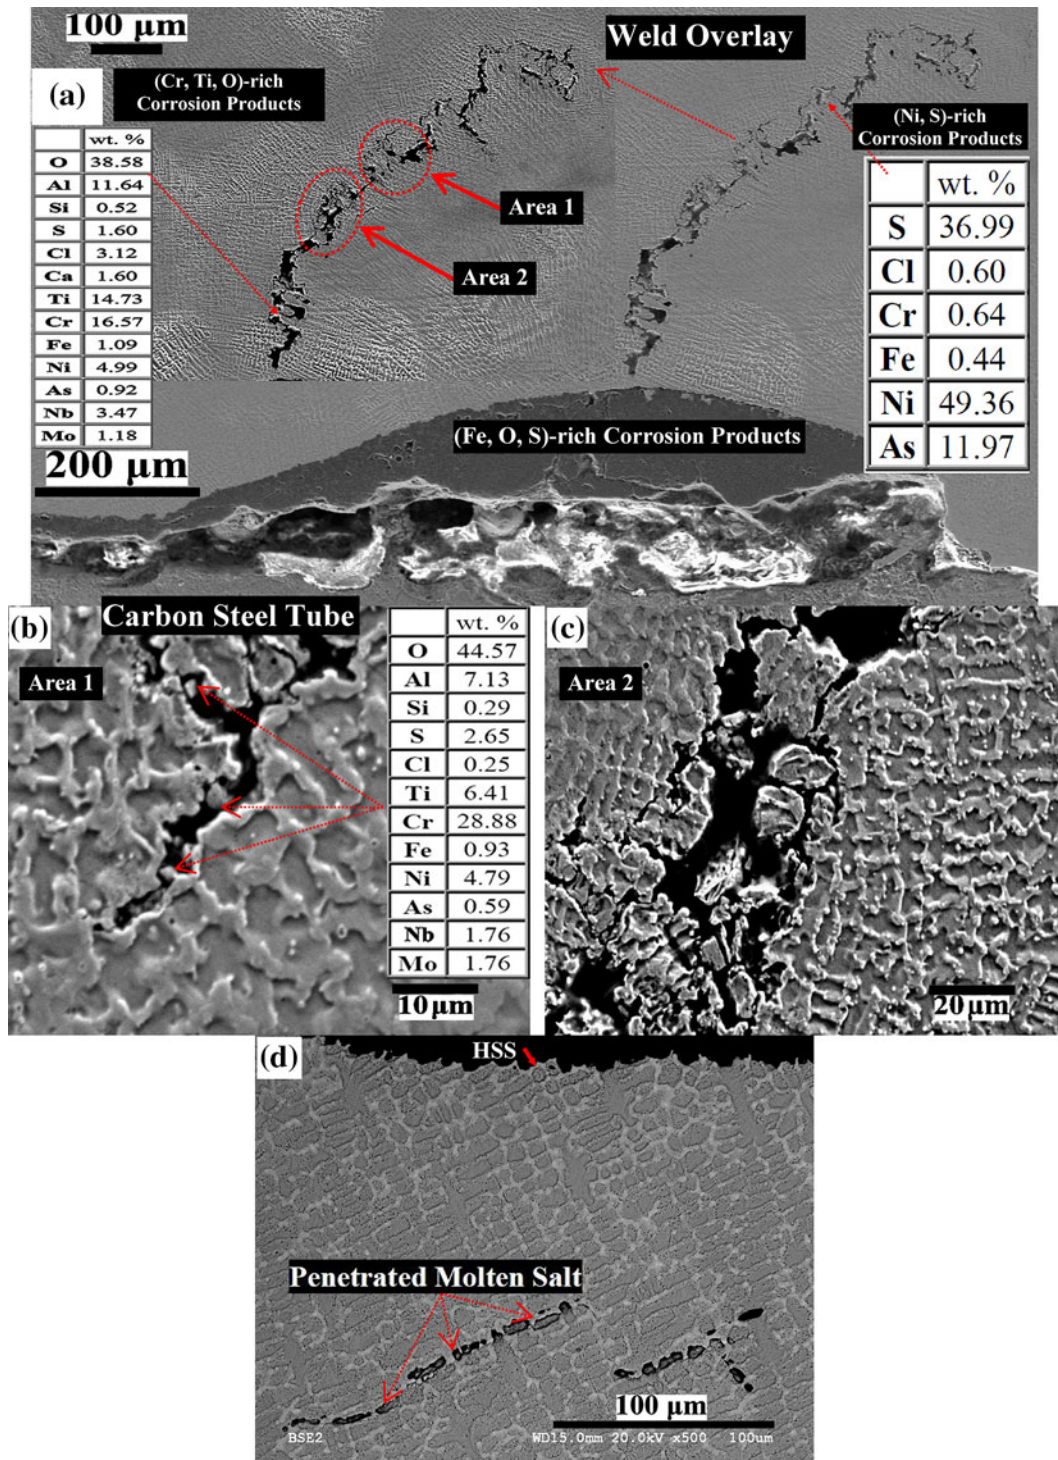 100 µm
Weld Overlay
(a)
(Cr, Ti, O)-rich
Corrosion Products
(Ni, S)-rich
Corrosion Products
wt. %
O 38.58
Al 11.64
Si 0.52
S 1.60
Cl 3.12
Ca 1.60
Ti 14.73
Cr 16.57
Fe 1.09
Ni 4.99
As 0.92
Nb 3.47
Mo 1.18
Area 1
Area 2
wt. %
S 36.99
Cl 0.60
Cr 0.64
Fe 0.44
Ni 49.36
As 11.97
(Fe, O, S)-rich Corrosion Products
200 µm
(b)
Carbon Steel Tube
Area 1
wt. %
O 44.57
Al 7.13
Si 0.29
S 2.65
Cl 0.25
Ti 6.41
Cr 28.88
Fe 0.93
Ni 4.79
As 0.59
Nb 1.76
Mo 1.76
10 µm
(c)
Area 2
20 µm
(d)
HSS
Penetrated Molten Salt
100 µm
BSE2 WD15.0mm 20.0kV x500 100um